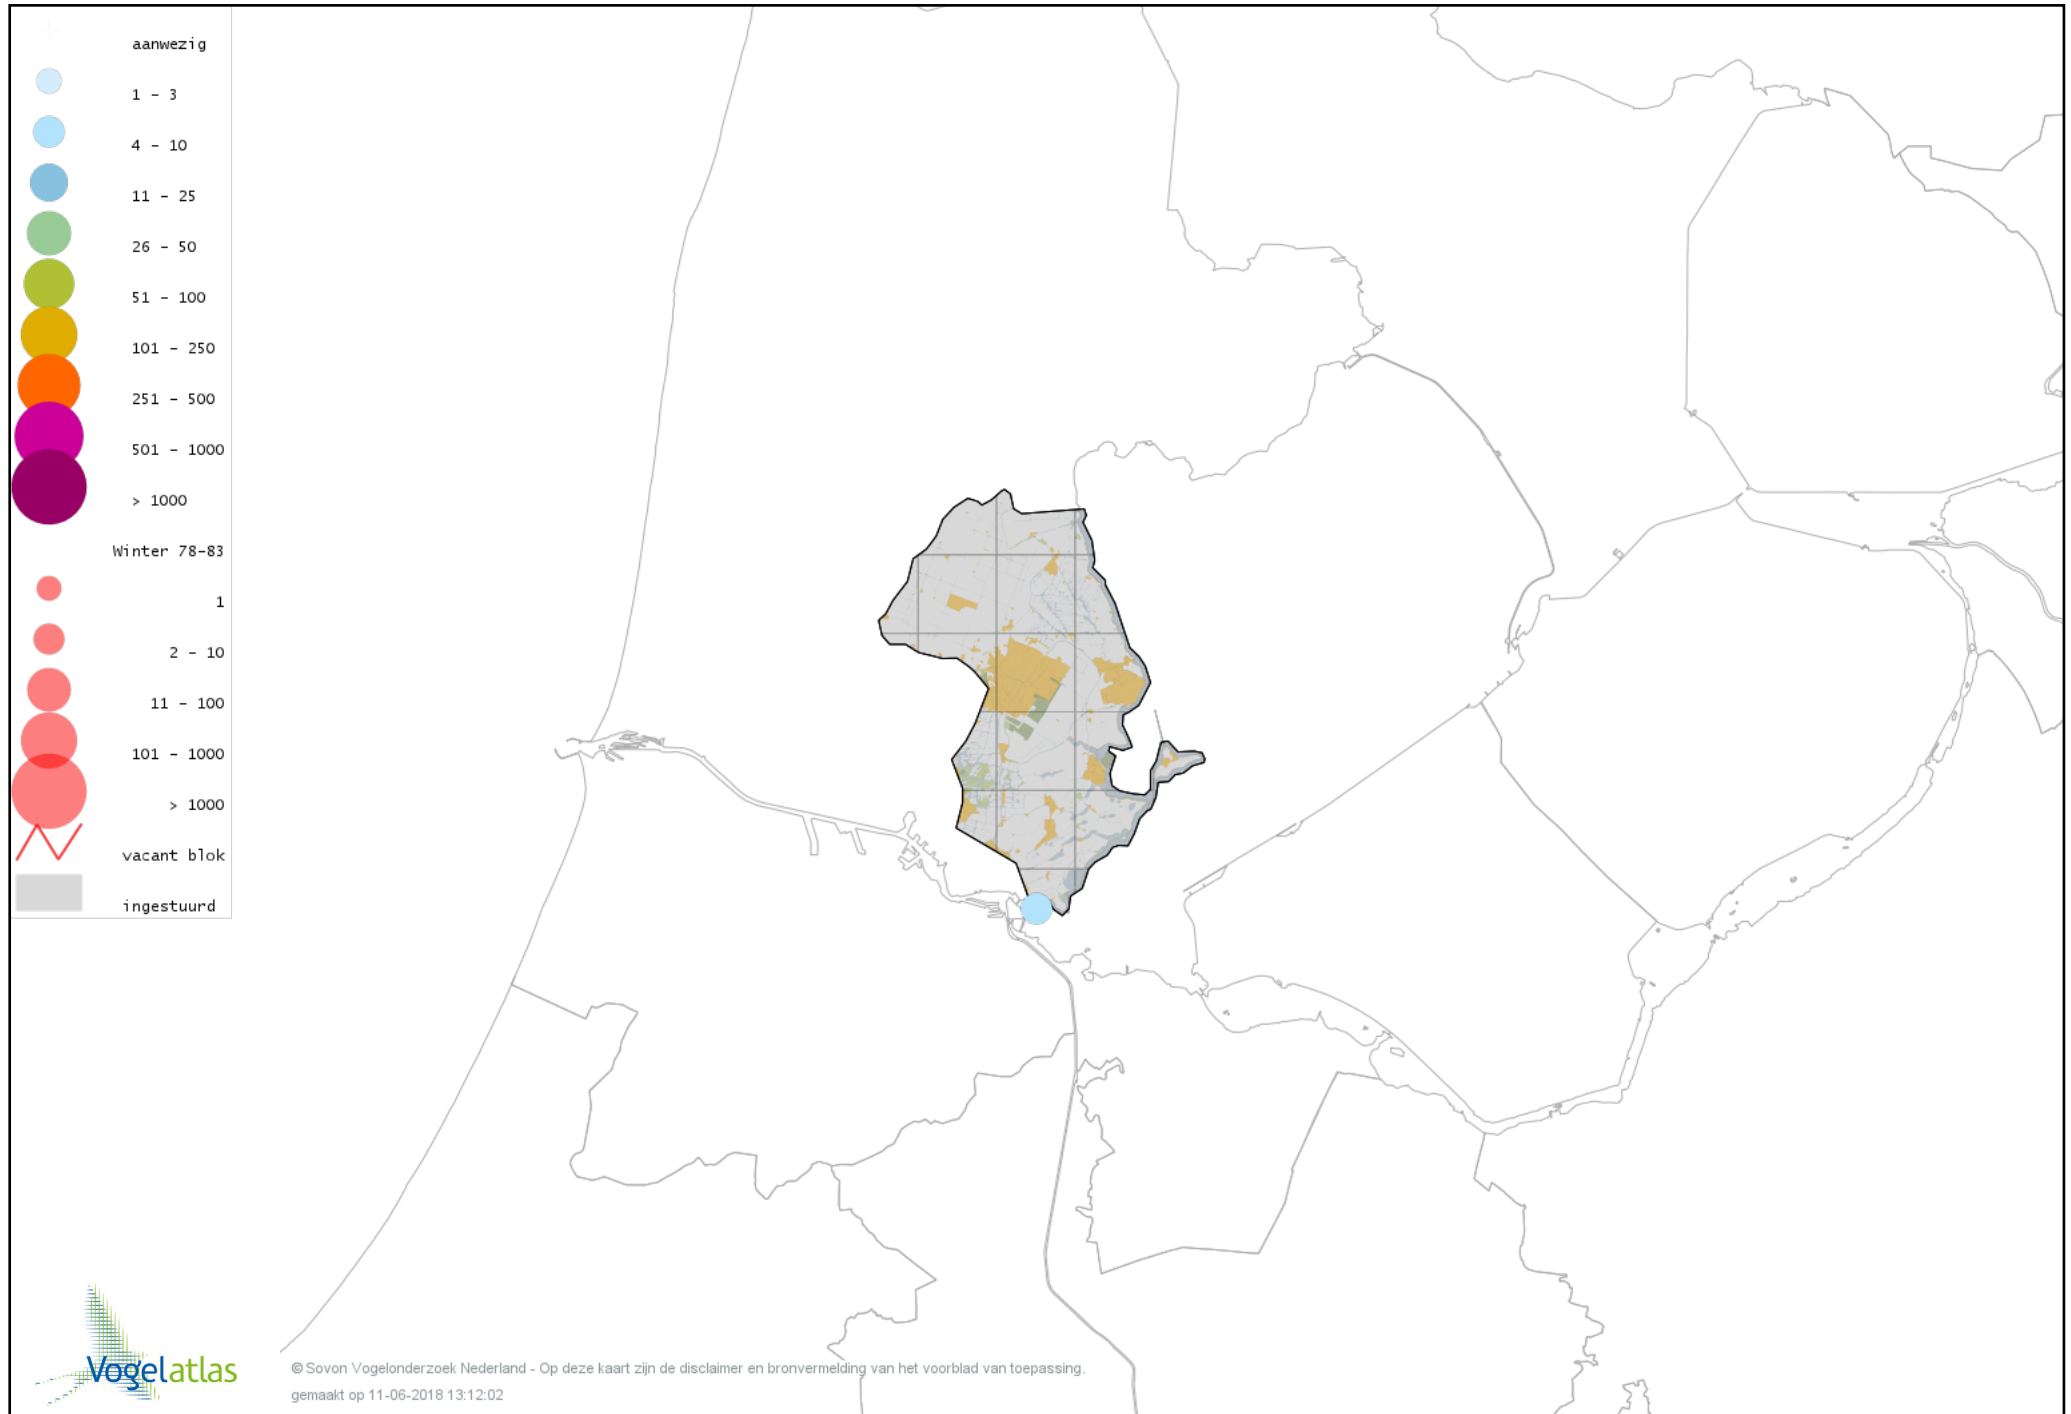 aanwezig
1 - 3
4 - 10
11 - 25
26 - 50
51 - 100
101 - 250
251 - 500
501 - 1000
> 1000
Winter 78-83
1
2 - 10
11 - 100
101 - 1000
> 1000
vacant blok
ingestuurd
Vogelatlas
© Sovon Vogelonderzoek Nederland - Op deze kaart zijn de disclaimer en bronvermelding van het voorblad van toepassing.
gemaakt op 11-06-2018 13:12:02